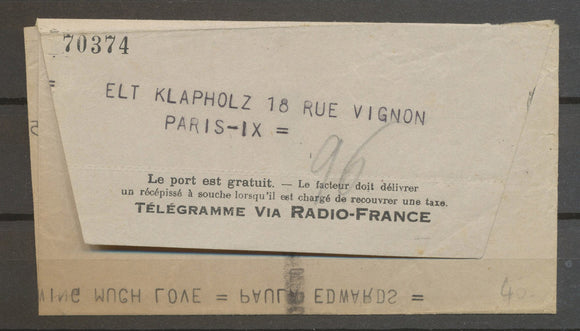 70374
ELT KLAPHOLZ 18 RUE VIGNON
PARIS-IX =
96
Le port est gratuit. — Le facteur doit délivrer
un récépissé à souche lorsqu'il est chargé de recouvrer une taxe.
TÉLÉGRAMME VIA RADIO-FRANCE
VING MUCH LOVE = PAUL EDWARDS =